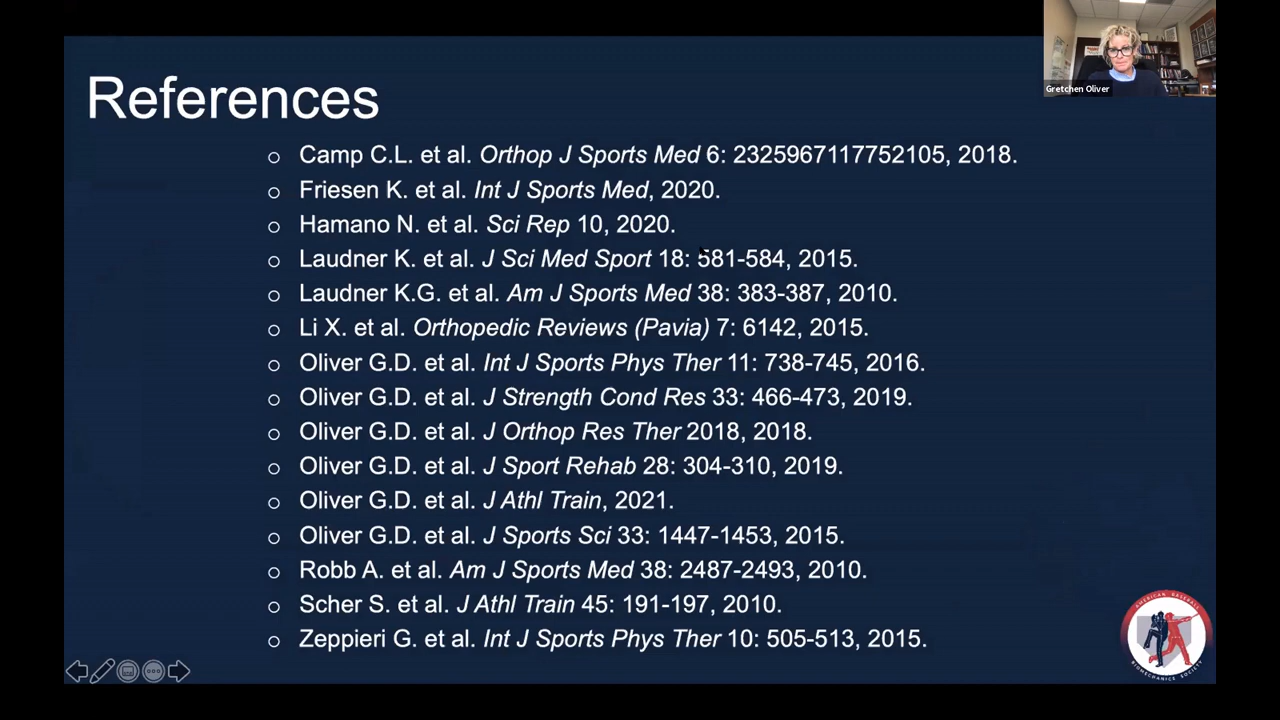 References
Gretchen Oliver
Camp C.L. et al. Orthop J Sports Med 6: 2325967117752105, 2018.
Friesen K. et al. Int J Sports Med, 2020.
Hamano N. et al. Sci Rep 10, 2020.
Laudner K. et al. J Sci Med Sport 18: 581-584, 2015.
Laudner K.G. et al. Am J Sports Med 38: 383-387, 2010.
Li X. et al. Orthopedic Reviews (Pavia) 7: 6142, 2015.
Oliver G.D. et al. Int J Sports Phys Ther 11: 738-745, 2016.
Oliver G.D. et al. J Strength Cond Res 33: 466-473, 2019.
Oliver G.D. et al. J Orthop Res Ther 2018, 2018.
Oliver G.D. et al. J Sport Rehab 28: 304-310, 2019.
Oliver G.D. et al. J Athl Train, 2021.
Oliver G.D. et al. J Sports Sci 33: 1447-1453, 2015.
Robb A. et al. Am J Sports Med 38: 2487-2493, 2010.
Scher S. et al. J Athl Train 45: 191-197, 2010.
Zeppieri G. et al. Int J Sports Phys Ther 10: 505-513, 2015.
AMERICAN BASEBALL
BIOMECHANICS SOCIETY